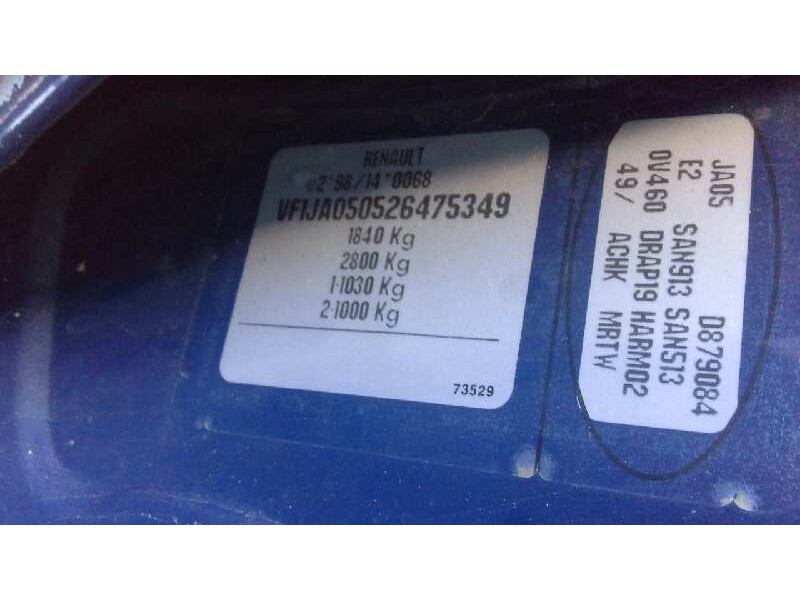 RENAULT
e2*98/14*0068
VF1JA050526475349
1840 Kg
2800 Kg
1-1030 Kg
2-1000 Kg
73529
JA05 D879084
E2 SAN913 SAN513
0V460 DRAP19 HARM02
49/ ACHK MRTW